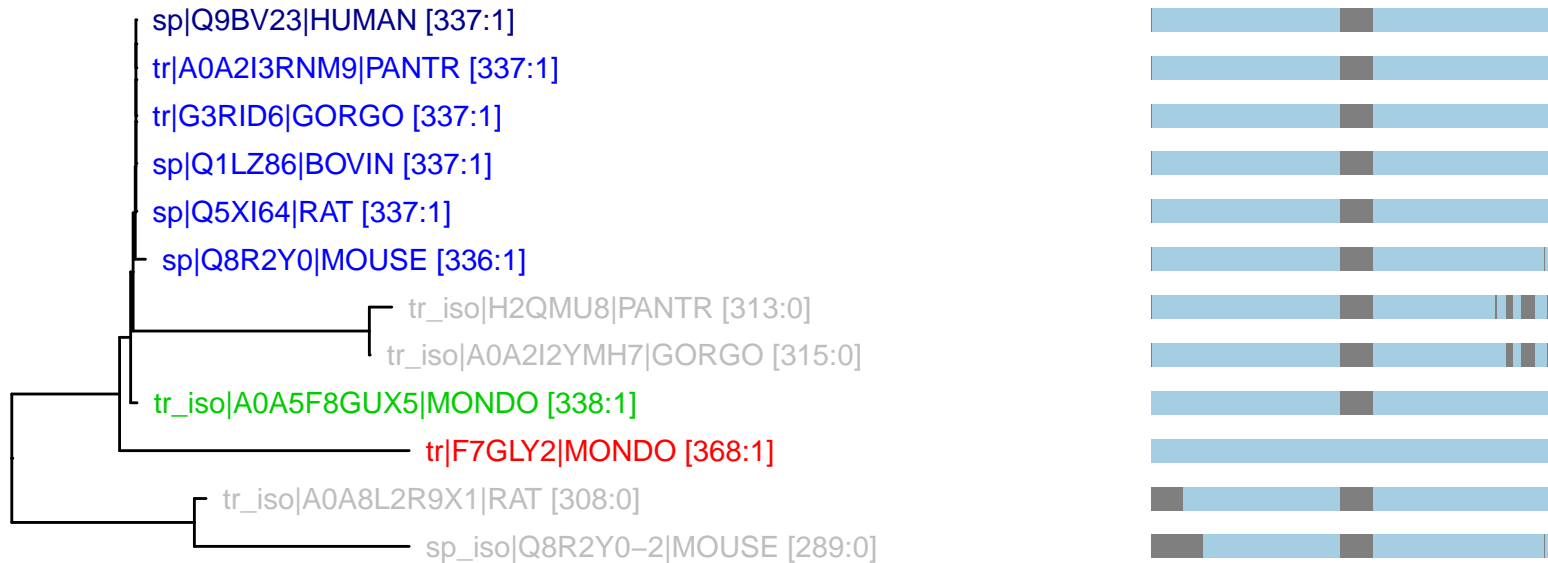 sp|Q9BV23|HUMAN [337:1]
tr|A0A2I3RNM9|PANTR [337:1]
tr|G3RID6|GORGO [337:1]
sp|Q1LZ86|BOVIN [337:1]
sp|Q5XI64|RAT [337:1]
sp|Q8R2Y0|MOUSE [336:1]
tr_iso|H2QMU8|PANTR [313:0]
tr_iso|A0A2I2YMH7|GORGO [315:0]
tr_iso|A0A5F8GUX5|MONDO [338:1]
tr|F7GLY2|MONDO [368:1]
tr_iso|A0A8L2R9X1|RAT [308:0]
sp_iso|Q8R2Y0−2|MOUSE [289:0]